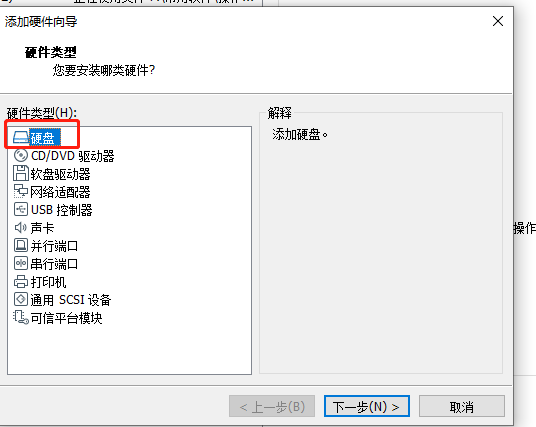 添加硬件向导
硬件类型
您要安装哪类硬件?
硬件类型(H):
硬盘
CD/DVD 驱动器
软盘驱动器
网络适配器
USB 控制器
声卡
并行端口
串行端口
打印机
通用 SCSI 设备
可信平台模块
解释
添加硬盘。
操作
< 上一步(B)
下一步(N) >
取消